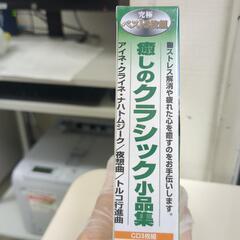 究極
ベスト3枚組
■ストレス解消や疲れた心を癒すのをお手伝いします。
癒しのクラシック小品集
アイネ・クライネ・ナハトムジーク／夜想曲／トルコ行進曲
CD3枚組